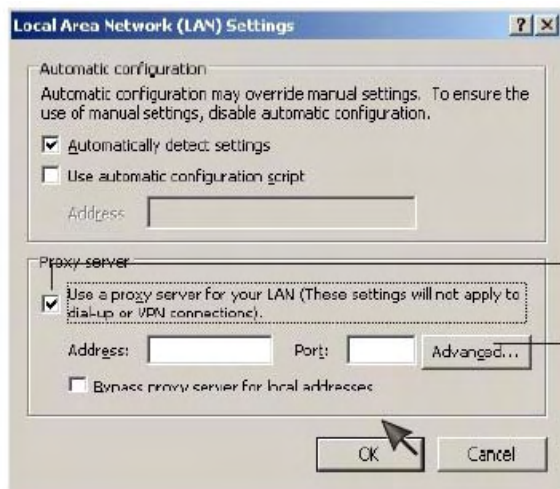 Local Area Network (LAN) Settings
Automatic configuration
Automatic configuration may override manual settings. To ensure the
use of manual settings, disable automatic configuration.
Automatically detect settings
Use automatic configuration script
Address
Proxy server
Use a proxy server for your LAN (These settings will not apply to
dial-up or VPN connections).
Address:
Port:
Advanced...
Bypass proxy server for local addresses
OK
Cancel